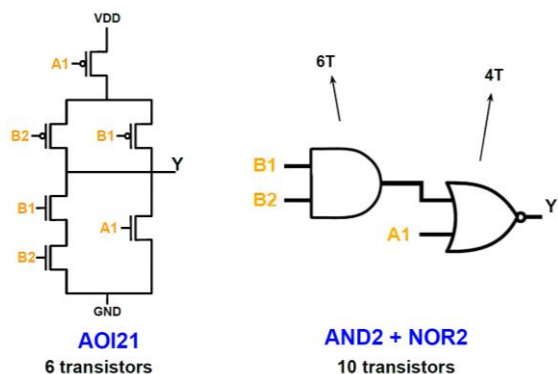 VDD
A1
B2
B1
Y
B1
A1
B2
GND
AOI21
6 transistors
6T
4T
B1
B2
A1
Y
AND2 + NOR2
10 transistors